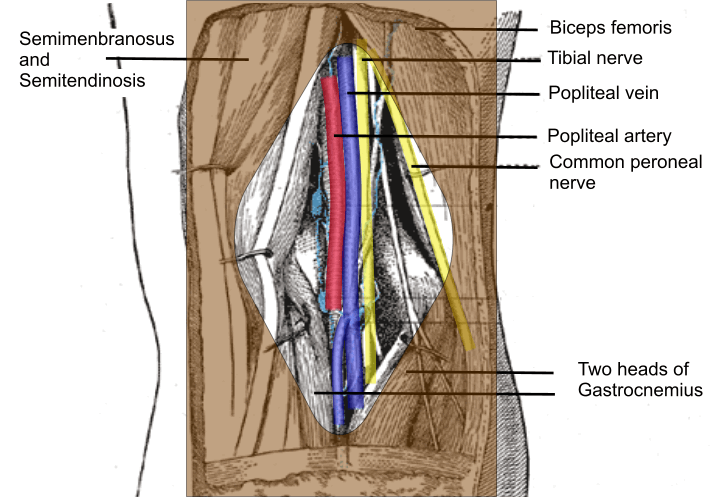 Semimenbranosus
and
Semitendinosis
Biceps femoris
Tibial nerve
Popliteal vein
Popliteal artery
Common peroneal
nerve
Two heads of
Gastrocnemius